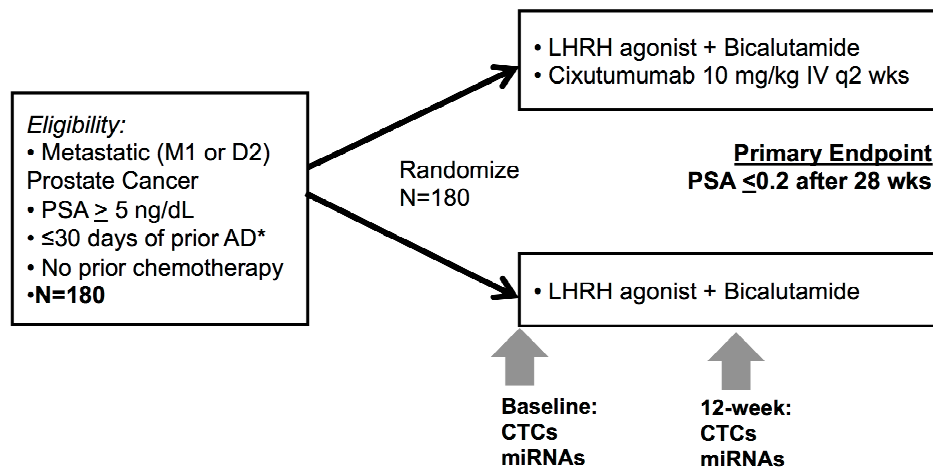 Eligibility:
• Metastatic (M1 or D2)
Prostate Cancer
• PSA ≥ 5 ng/dL
• ≤30 days of prior AD*
• No prior chemotherapy
•N=180
Randomize
N=180
• LHRH agonist + Bicalutamide
• Cixutumumab 10 mg/kg IV q2 wks
Primary Endpoint
PSA ≤0.2 after 28 wks
• LHRH agonist + Bicalutamide
Baseline:
CTCs
miRNAs
12-week:
CTCs
miRNAs